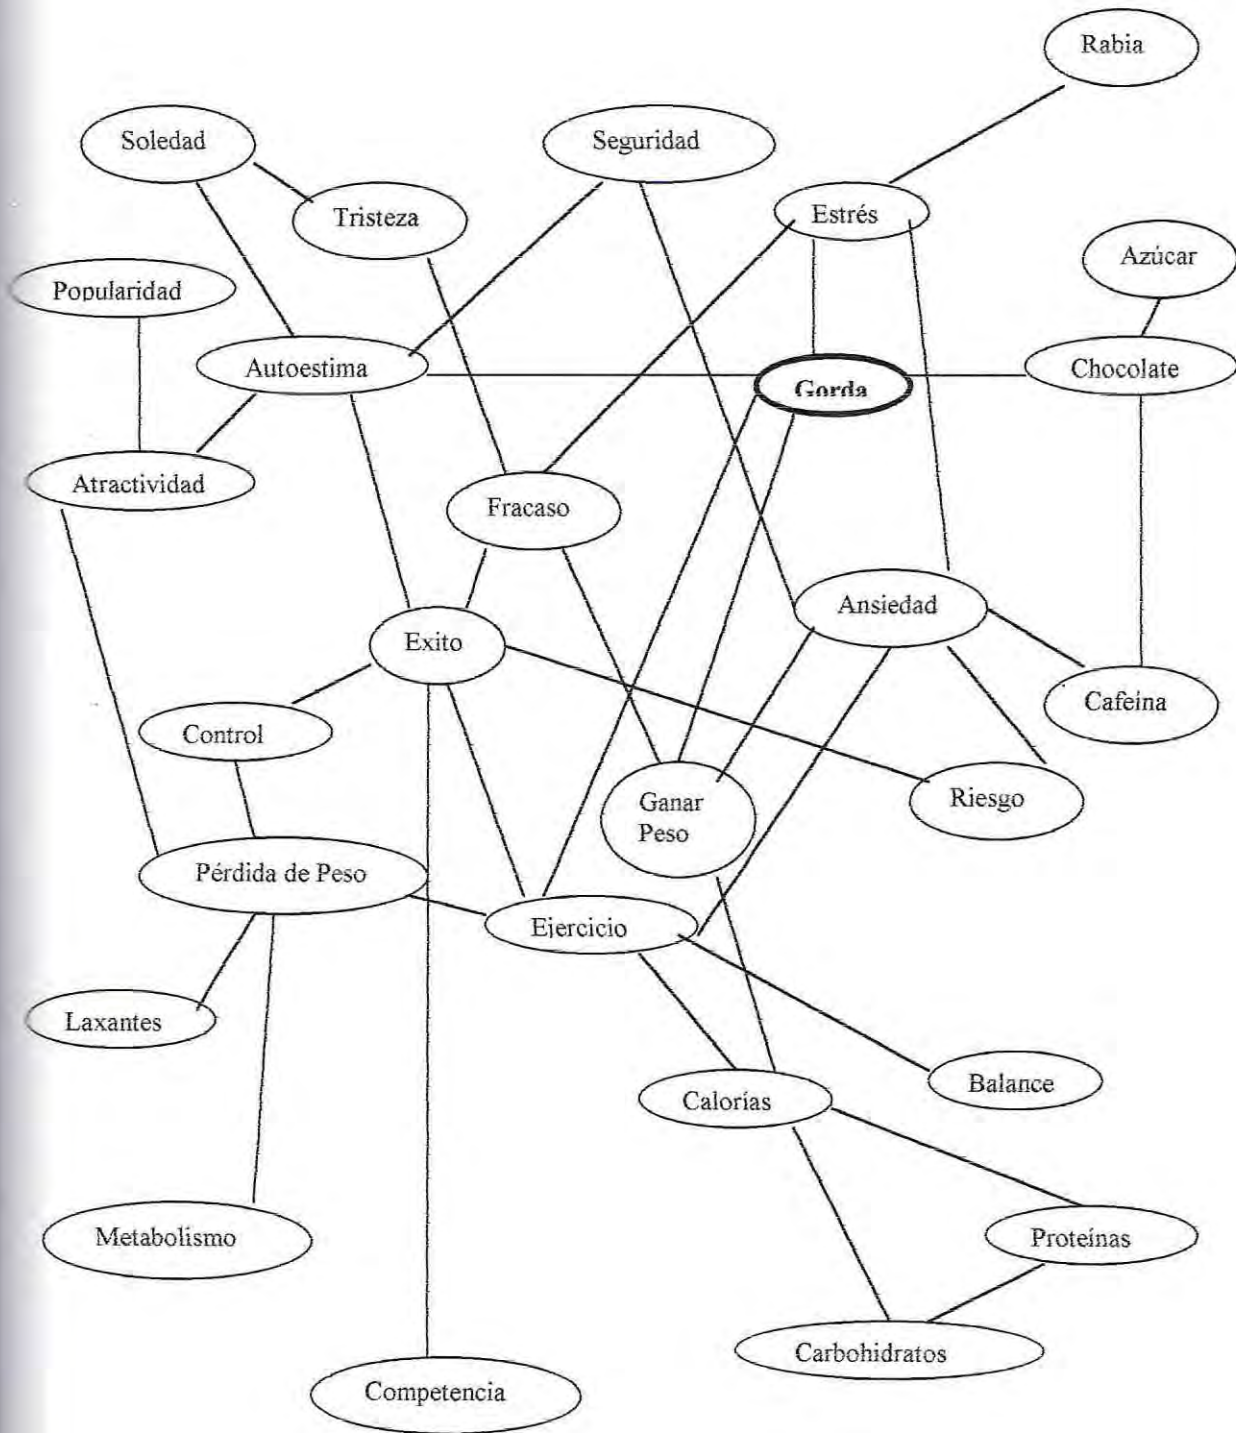 Rabia
Soledad
Seguridad
Tristeza
Estrés
Azúcar
Popularidad
Autoestima
Gorda
Chocolate
Atractividad
Fracaso
Ansiedad
Exito
Cafeína
Control
Ganar
Peso
Riesgo
Pérdida de Peso
Ejercicio
Laxantes
Balance
Calorías
Metabolismo
Proteínas
Carbohidratos
Competencia